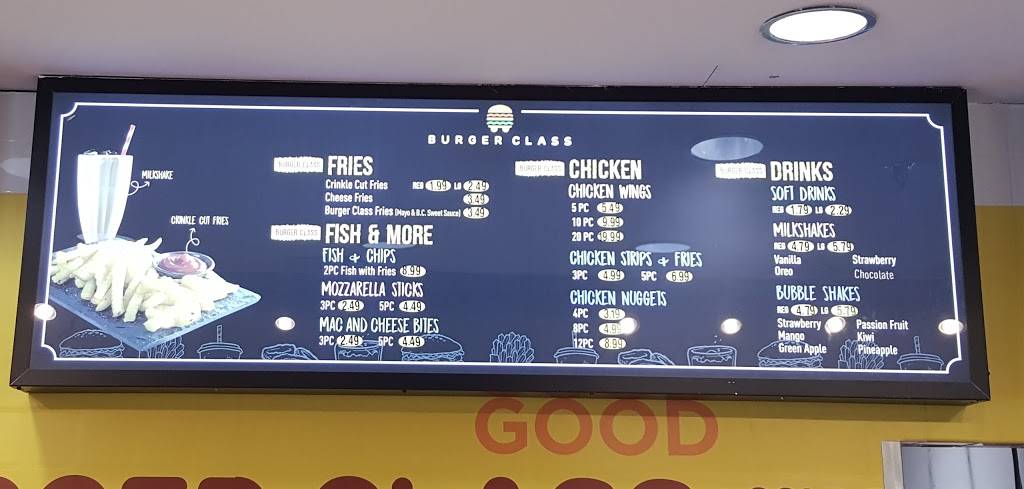 BURGER CLASS
MILKSHAKE
CRINKLE CUT FRIES
BURGER CLASS FRIES
Crinkle Cut Fries REG 1.99 LG 2.49
Cheese Fries 3.49
Burger Class Fries (Mayo & B.C. Sweet Sauce) 3.49
BURGER CLASS FISH & MORE
FISH & CHIPS
2PC Fish with Fries 8.99
MOZZARELLA STICKS
3PC 2.49 5PC 4.49
MAC AND CHEESE BITES
3PC 2.49 5PC 4.49
BURGER CLASS CHICKEN
CHICKEN WINGS
5 PC 5.49
10 PC 9.99
20 PC 19.99
CHICKEN STRIPS & FRIES
3PC 4.99 5PC 6.99
CHICKEN NUGGETS
4PC 3.19
8PC 4.99
12PC 8.99
BURGER CLASS DRINKS
SOFT DRINKS
REG 1.79 LG 2.29
MILKSHAKES
REG 4.79 LG 5.79
Vanilla Strawberry
Oreo Chocolate
BUBBLE SHAKES
REG 4.79 LG 5.79
Strawberry Passion Fruit
Mango Kiwi
Green Apple Pineapple
GOOD